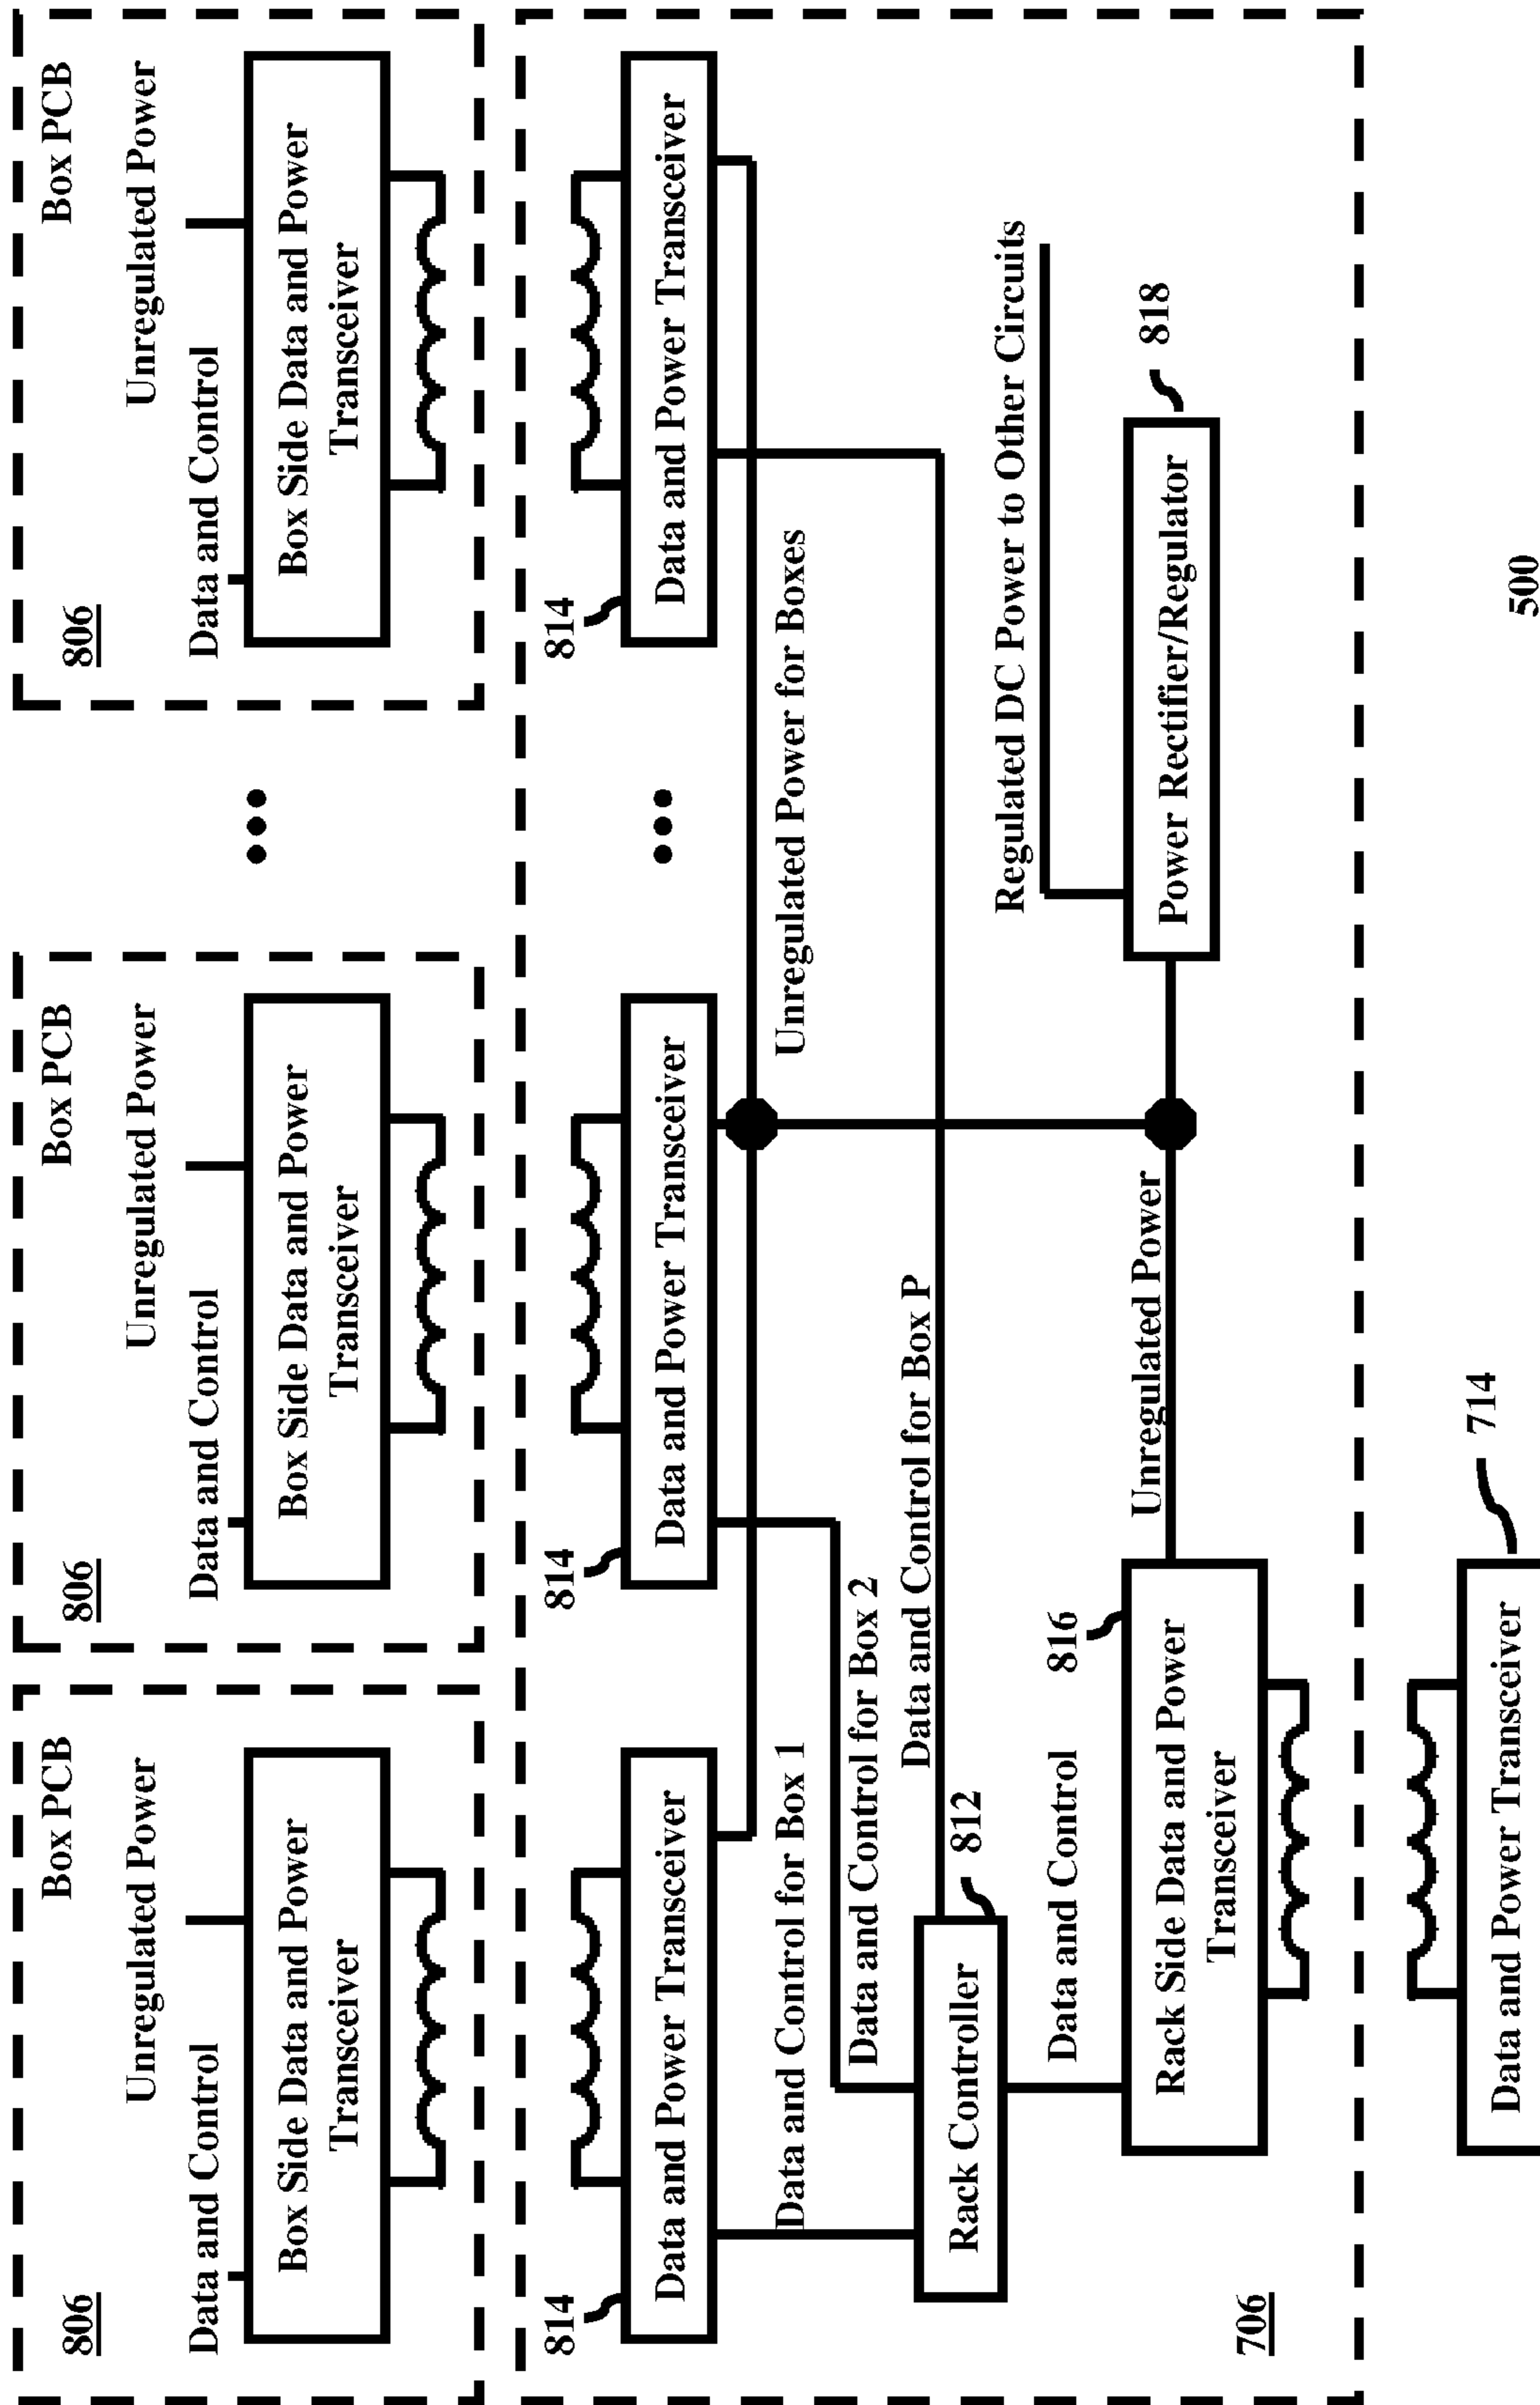 Box PCB
Unregulated Power
Data and Control
806
Box Side Data and Power
Transceiver
Box PCB
Unregulated Power
Data and Control
806
Box Side Data and Power
Transceiver
Box PCB
Unregulated Power
Data and Control
806
Box Side Data and Power
Transceiver
814
Data and Power Transceiver
814
Data and Power Transceiver
814
Data and Power Transceiver
Data and Control for Box 1
Unregulated Power for Boxes
Data and Control for Box 2
Data and Control for Box P
Rack Controller
812
Regulated DC Power to Other Circuits
Data and Control
816
Unregulated Power
818
Rack Side Data and Power
Transceiver
Power Rectifier/Regulator
706
714
Data and Power Transceiver
500